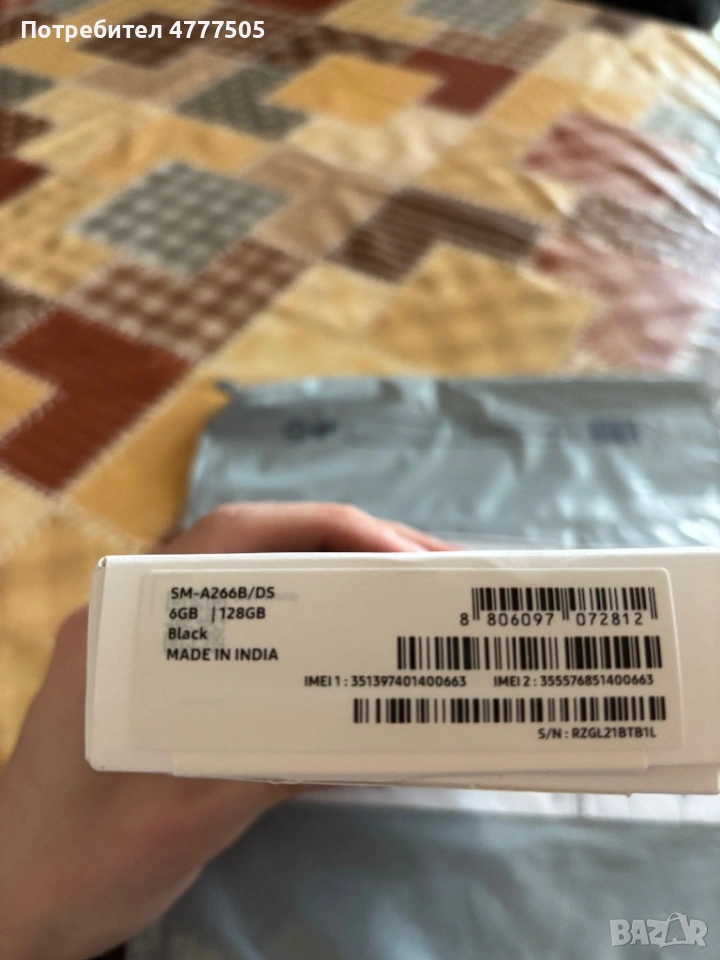 Потребител 4777505
SM-A266B/DS
6GB | 128GB
Black
MADE IN INDIA
8 806097 072812
IMEI 1 : 351397401400663 IMEI 2 : 355576851400663
S/N : RZGL21BTB1L
BAZAR